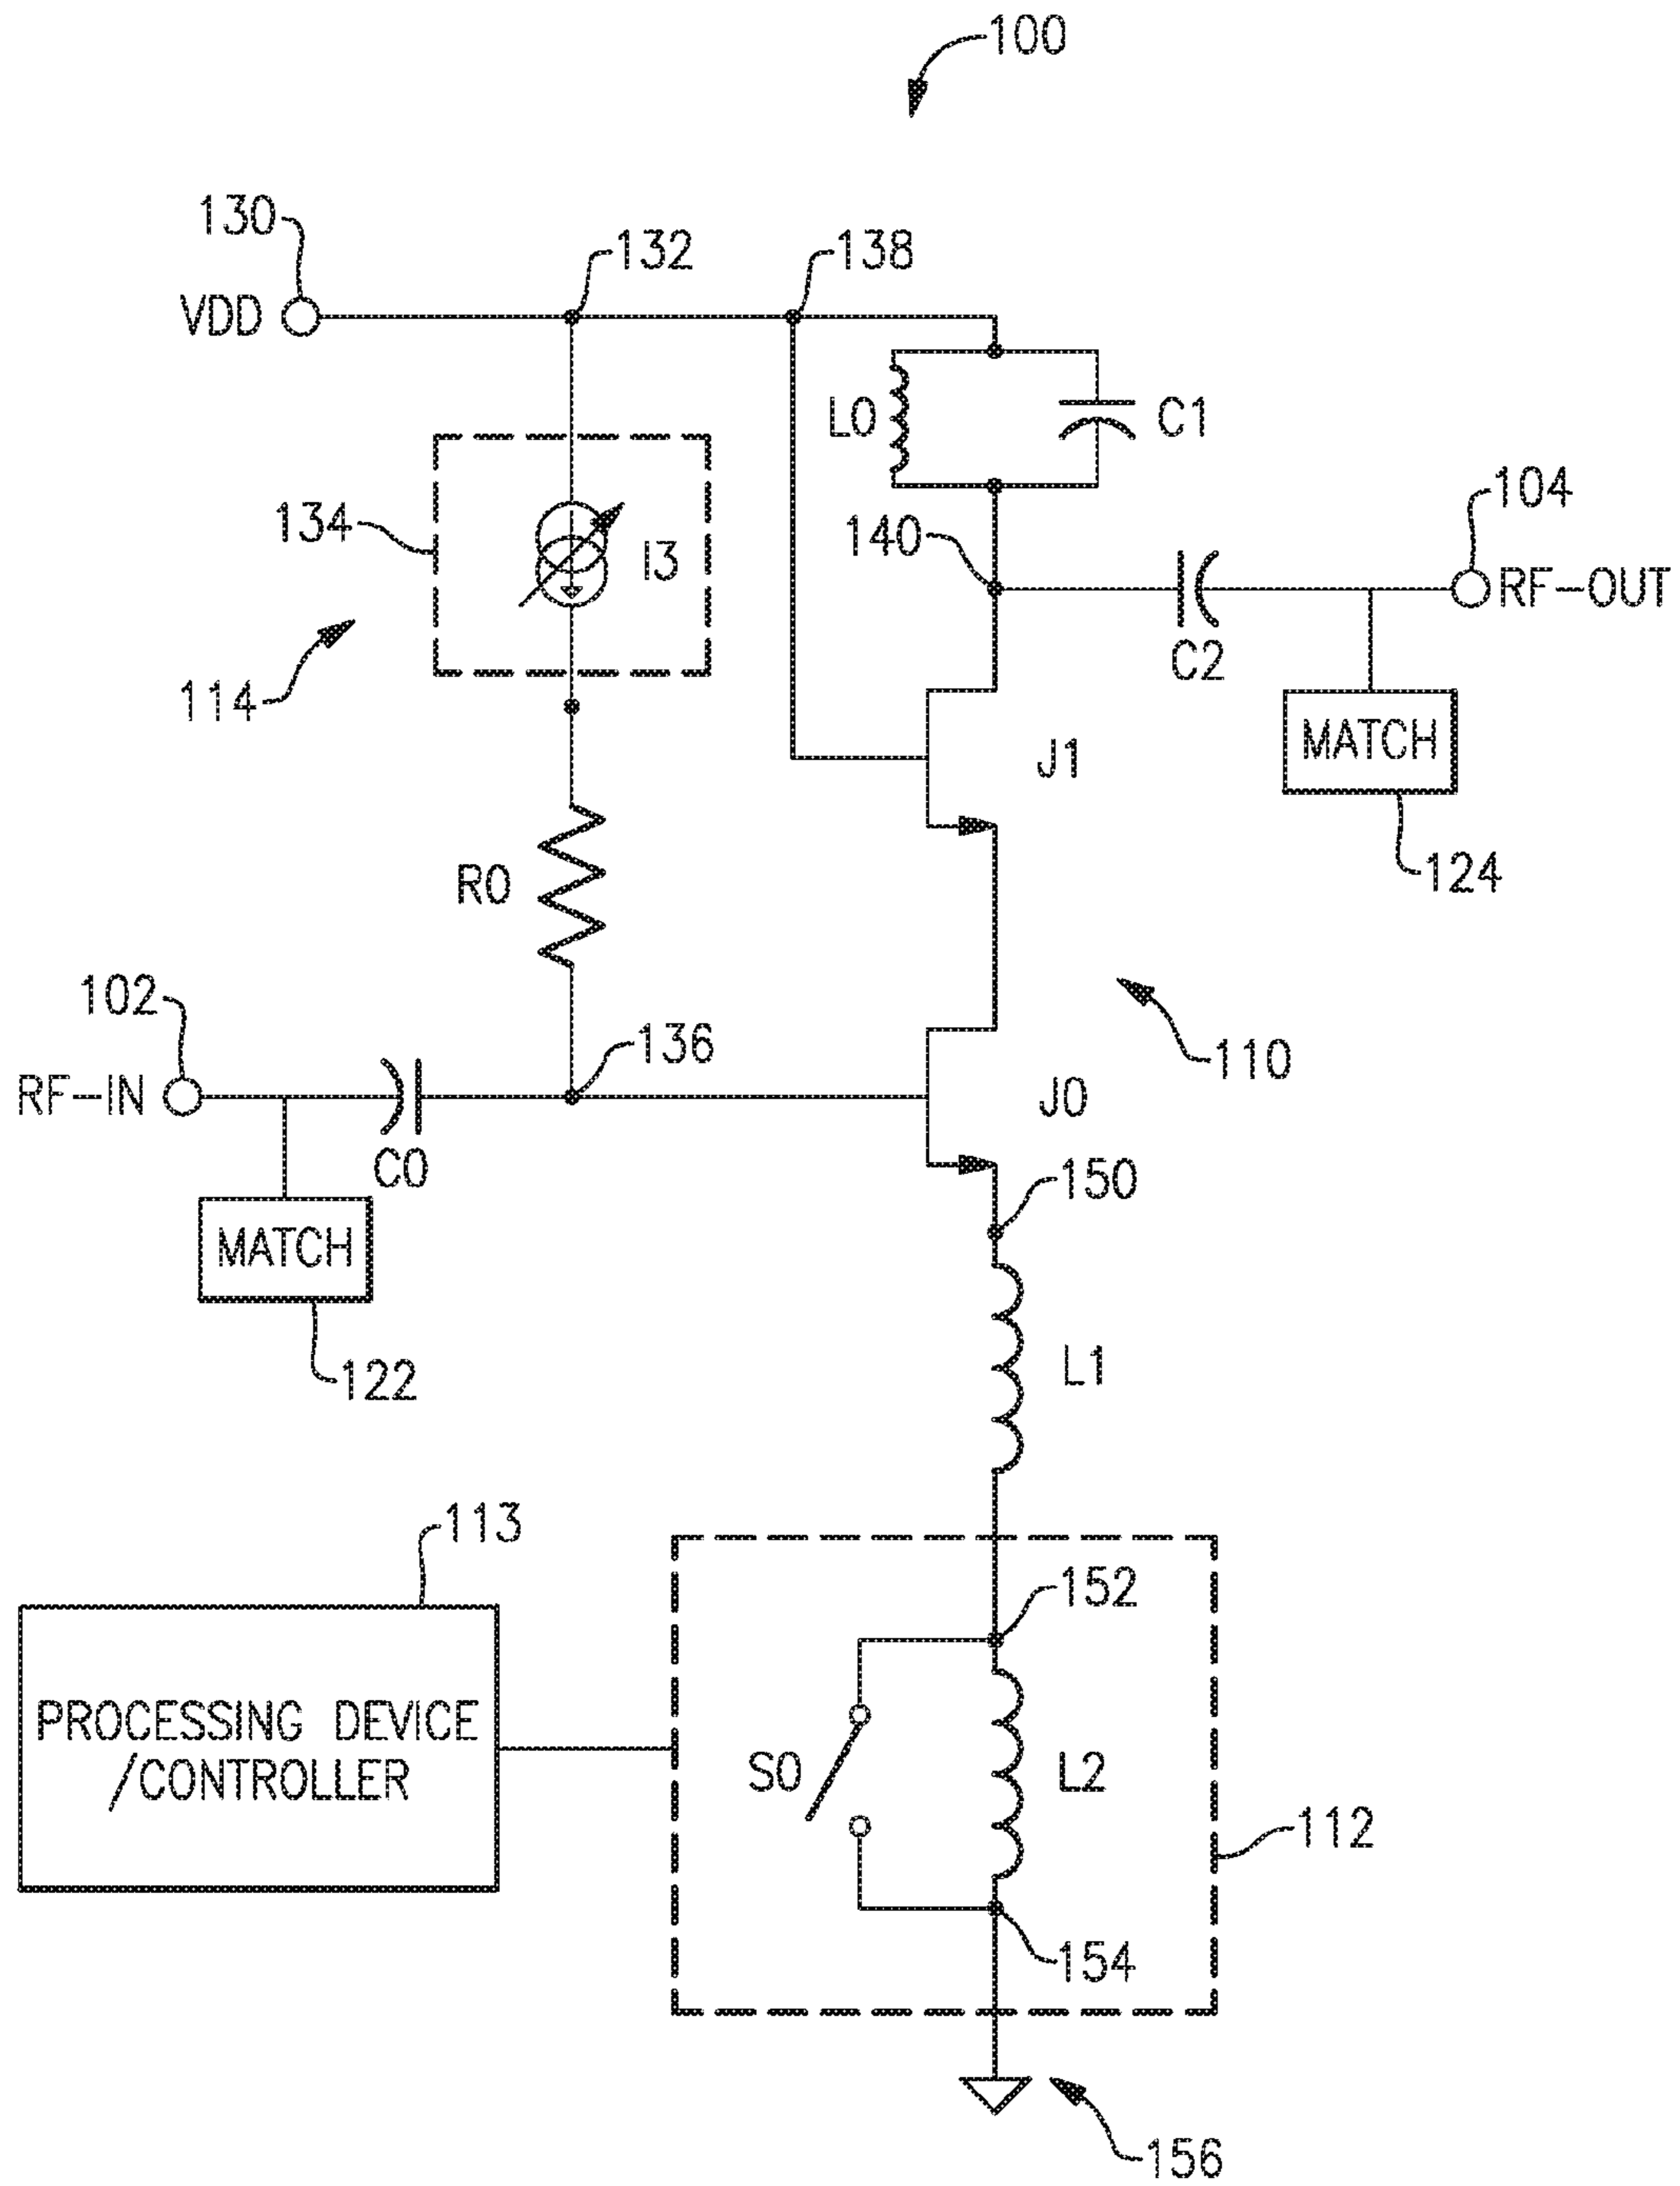 100
130
132
138
VDD
L0
C1
104
134
I3
140
RF-OUT
C2
114
MATCH
J1
124
R0
102
136
110
RF-IN
J0
C0
150
MATCH
122
L1
113
152
PROCESSING DEVICE
/CONTROLLER
S0
L2
112
154
156